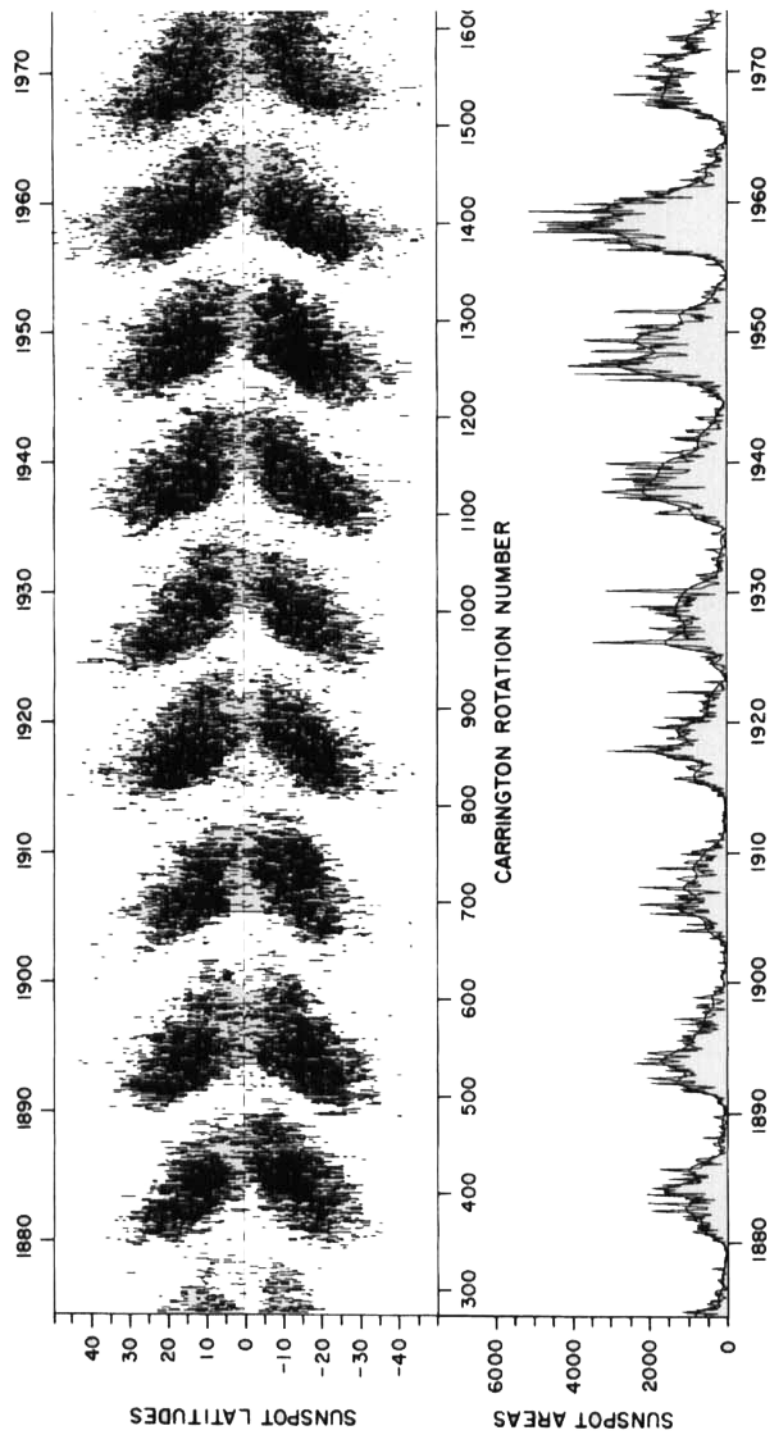 1880 1890 1900 1910 1920 1930 1940 1950 1960 1970
SUNSPOT LATITUDES
40
30
20
10
0
-10
-20
-30
-40
300 400 500 600 700 800 900 1000 1100 1200 1300 1400 1500 1600
CARRINGTON ROTATION NUMBER
SUNSPOT AREAS
6000
4000
2000
0
1880 1890 1900 1910 1920 1930 1940 1950 1960 1970